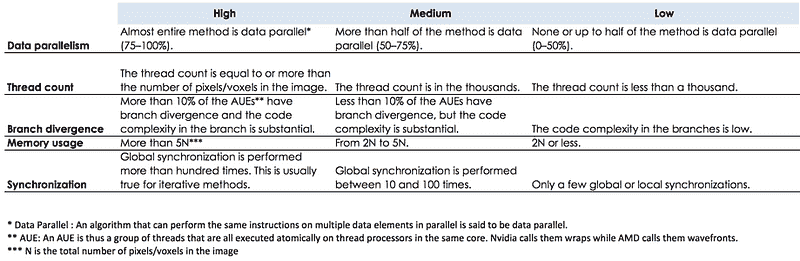 High Medium Low
Almost entire method is data parallel* More than half of the method is data None or up to half of the method is data parallel
Data parallelism (75–100%). parallel (50–75%). (0–50%).
The thread count is equal to or more than
Thread count the number of pixels/voxels in the image. The thread count is in the thousands. The thread count is less than a thousand.
More than 10% of the AUEs** have Less than 10% of the AUEs have
branch divergence and the code branch divergence, but the code
Branch divergence complexity in the branch is substantial. complexity is substantial. The code complexity in the branches is low.
Memory usage More than 5N*** From 2N to 5N. 2N or less.
Global synchronization is performed
more than hundred times. This is usually Global synchronization is performed
Synchronization true for iterative methods. between 10 and 100 times. Only a few global or local synchronizations.
* Data Parallel : An algorithm that can perform the same instructions on multiple data elements in parallel is said to be data parallel.
** AUE: An AUE is thus a group of threads that are all executed atomically on thread processors in the same core. Nvidia calls them wraps while AMD calls them wavefronts.
*** N is the total number of pixels/voxels in the image